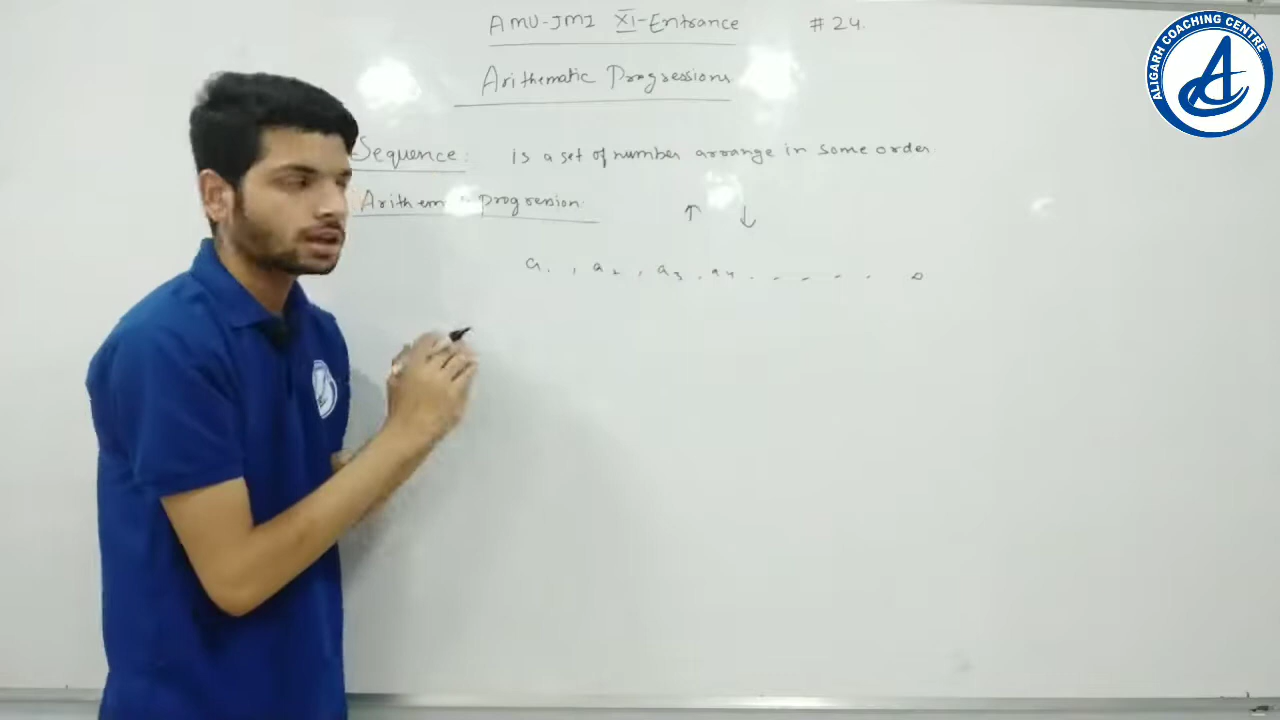 AMU-JMI XI-Entrance # 24.
Arithematic Progressions
Sequence: is a set of number arrange in some order
progression.
↑ ↓
a1, a2, a3, a4 . - - - .
ALIGARH COACHING CENTRE